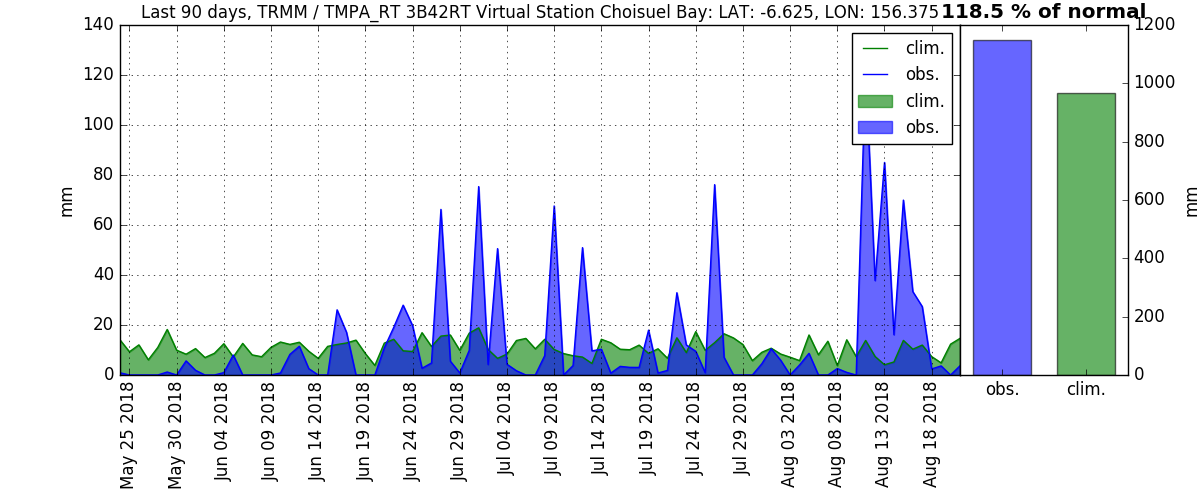 Last 90 days, TRMM / TMPA_RT 3B42RT Virtual Station Choisuel Bay: LAT: -6.625, LON: 156.375
118.5 % of normal
140
120
100
80
60
40
20
0
mm
clim.
obs.
clim.
obs.
May 25 2018
May 30 2018
Jun 04 2018
Jun 09 2018
Jun 14 2018
Jun 19 2018
Jun 24 2018
Jun 29 2018
Jul 04 2018
Jul 09 2018
Jul 14 2018
Jul 19 2018
Jul 24 2018
Jul 29 2018
Aug 03 2018
Aug 08 2018
Aug 13 2018
Aug 18 2018
1200
1000
800
600
400
200
0
mm
obs.
clim.